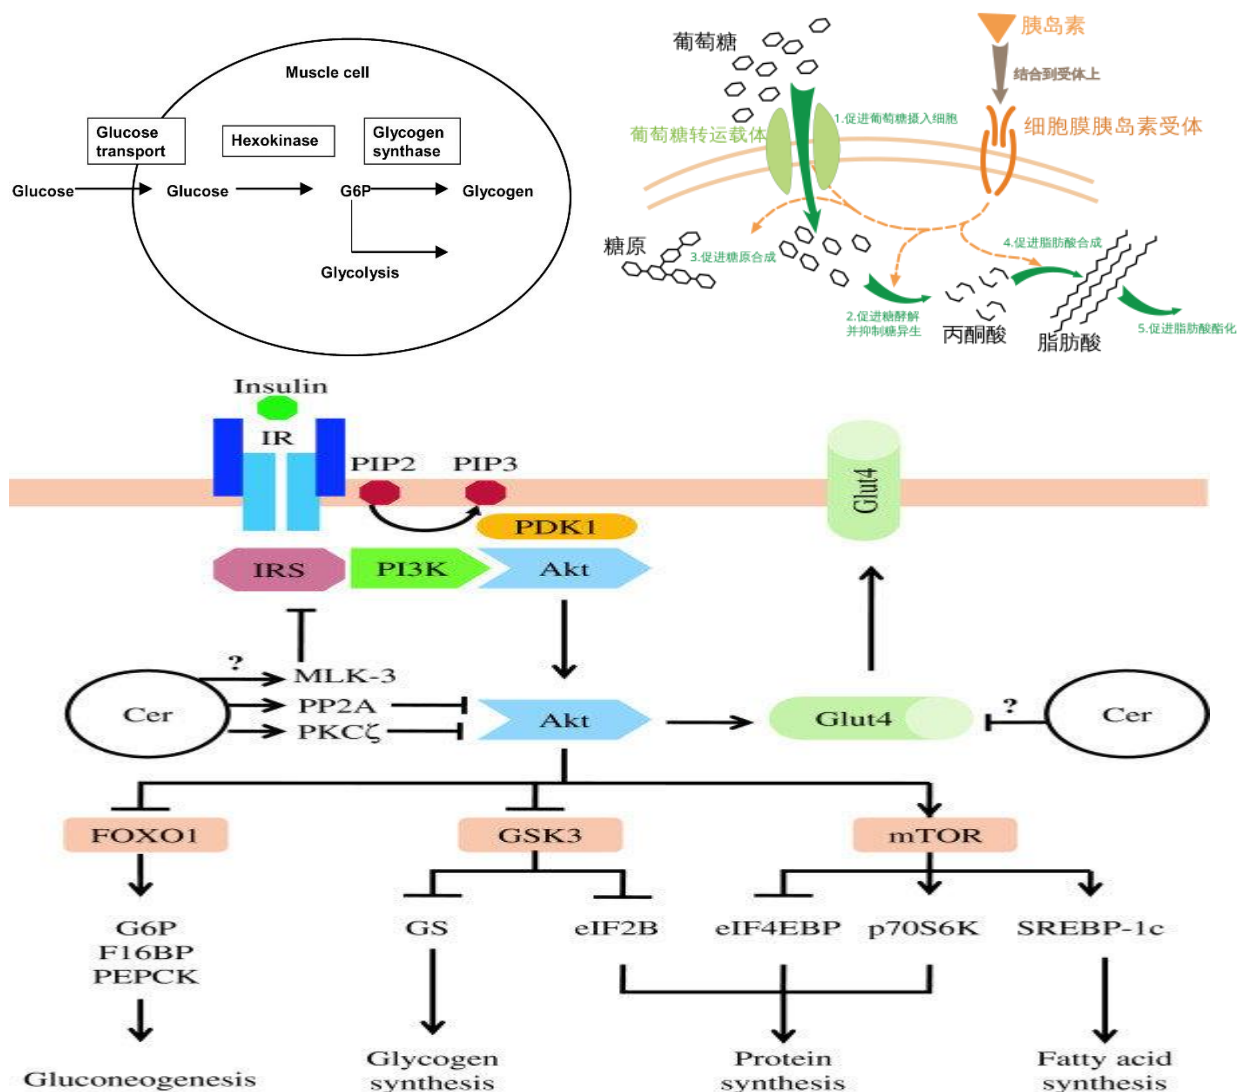 Muscle cell
Glucose
transport
Hexokinase
Glycogen
synthase
Glucose
Glucose
G6P
Glycogen
Glycolysis
葡萄糖
胰岛素
结合到受体上
1.促进葡萄糖摄入细胞
葡萄糖转运载体
细胞膜胰岛素受体
糖原
3.促进糖原合成
4.促进脂肪酸合成
2.促进糖酵解
并抑制糖异生
丙酮酸
脂肪酸
5.促进脂肪酸酯化
Insulin
IR
PIP2
PIP3
Glut4
PDK1
IRS
PI3K
Akt
?
MLK-3
Cer
PP2A
PKCζ
Akt
Glut4
?
Cer
FOXO1
GSK3
mTOR
G6P
F16BP
PEPCK
GS
eIF2B
eIF4EBP
p70S6K
SREBP-1c
Gluconeogenesis
Glycogen
synthesis
Protein
synthesis
Fatty acid
synthesis